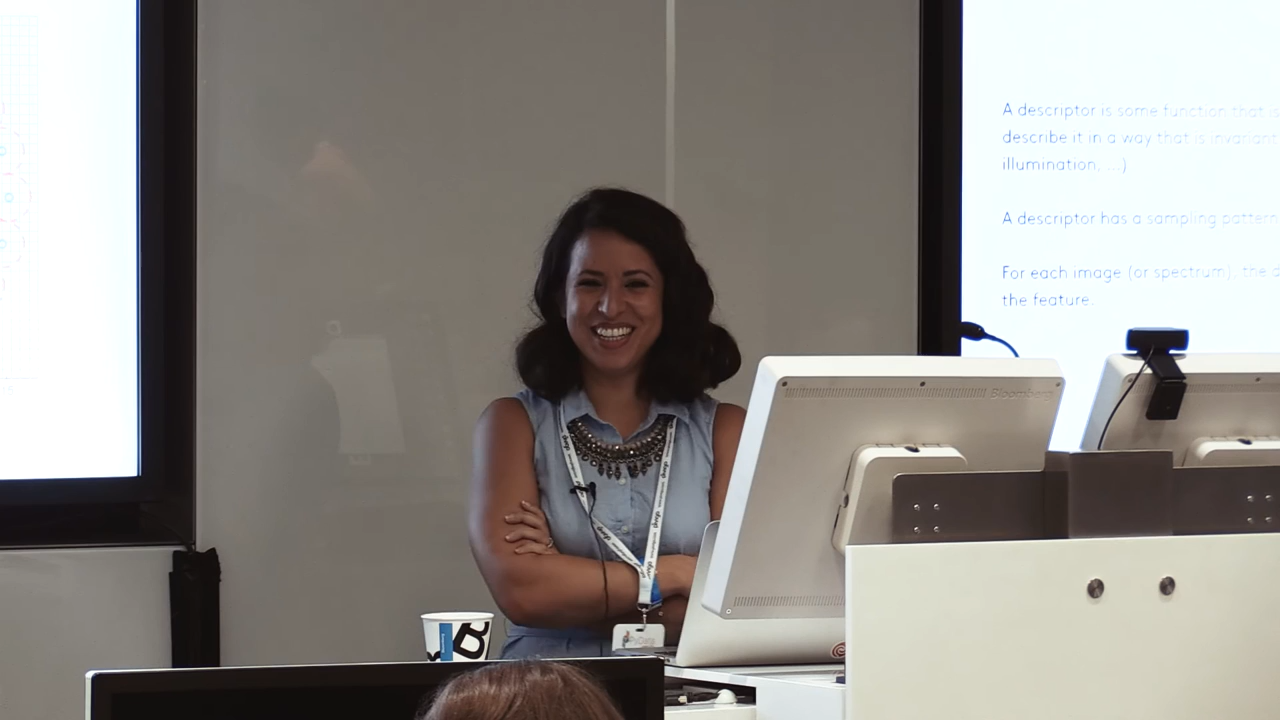 A descriptor is some function that is
describe it in a way that is invariant
illumination, ...)
A descriptor has a sampling pattern
For each image (or spectrum), the d
the feature.
Bloomberg
B
PyData